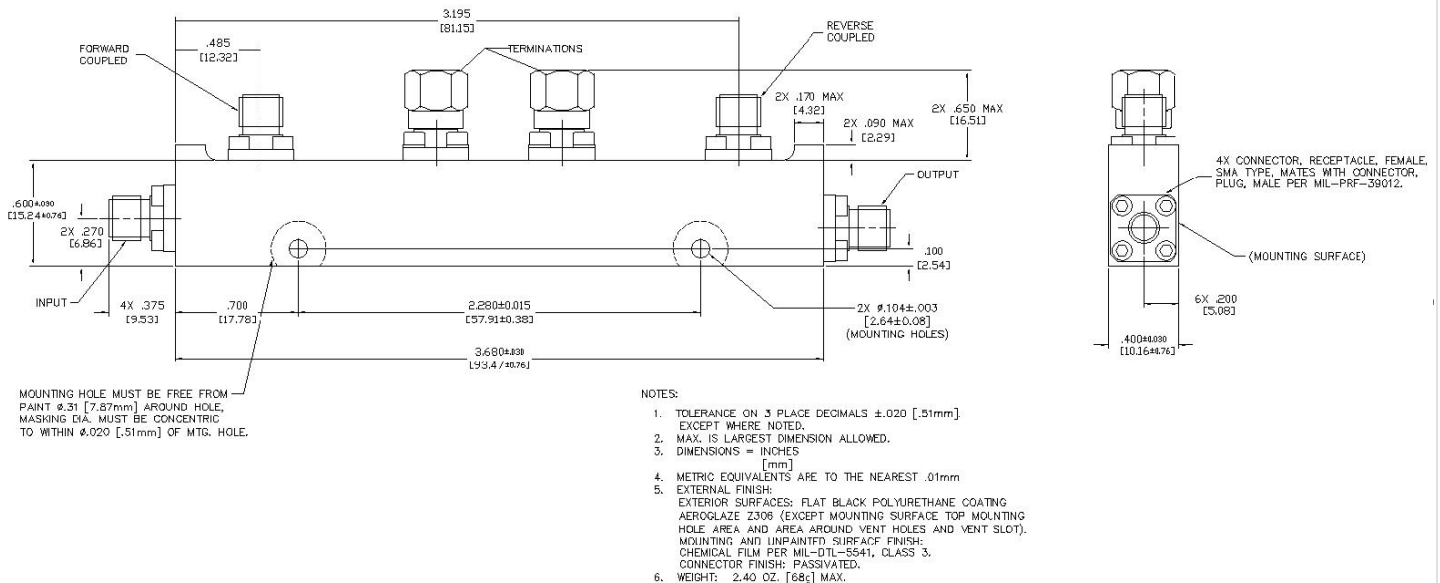 3.195
[81.15]
REVERSE
COUPLED
.485
[12.32]
FORWARD
COUPLED
TERMINATIONS
2X .170 MAX
[4.32]
2X .650 MAX
[16.51]
2X .090 MAX
[2.29]
4X CONNECTOR, RECEPTACLE, FEMALE,
SMA TYPE, MATES WITH CONNECTOR,
PLUG, MALE PER MIL-PRF-39012.
OUTPUT
.600±.030
[15.24±0.76]
2X .270
[6.86]
.100
[2.54]
(MOUNTING SURFACE)
INPUT
4X .375
[9.53]
.700
[17.78]
2.280±0.015
[57.91±0.38]
2X ø.104±.003
[2.64±0.08]
(MOUNTING HOLES)
6X .200
[5.08]
.400±0.030
[10.16±0.76]
3.680±.030
[93.47±0.76]
MOUNTING HOLE MUST BE FREE FROM
PAINT ø.31 [7.87mm] AROUND HOLE,
MASKING DIA. MUST BE CONCENTRIC
TO WITHIN ø.020 [.51mm] OF MTG. HOLE.
NOTES:
1. TOLERANCE ON 3 PLACE DECIMALS ±.020 [.51mm]
EXCEPT WHERE NOTED.
2. MAX. IS LARGEST DIMENSION ALLOWED.
3. DIMENSIONS = INCHES
[mm]
4. METRIC EQUIVALENTS ARE TO THE NEAREST .01mm
5. EXTERNAL FINISH:
EXTERIOR SURFACES: FLAT BLACK POLYURETHANE COATING
AEROGLAZE Z306 (EXCEPT MOUNTING SURFACE TOP MOUNTING
HOLE AREA AND AREA AROUND VENT HOLES AND VENT SLOT).
MOUNTING AND UNPAINTED SURFACE FINISH:
CHEMICAL FILM PER MIL-DTL-5541, CLASS 3.
CONNECTOR FINISH: PASSIVATED.
6. WEIGHT: 2.40 OZ. [68g] MAX.